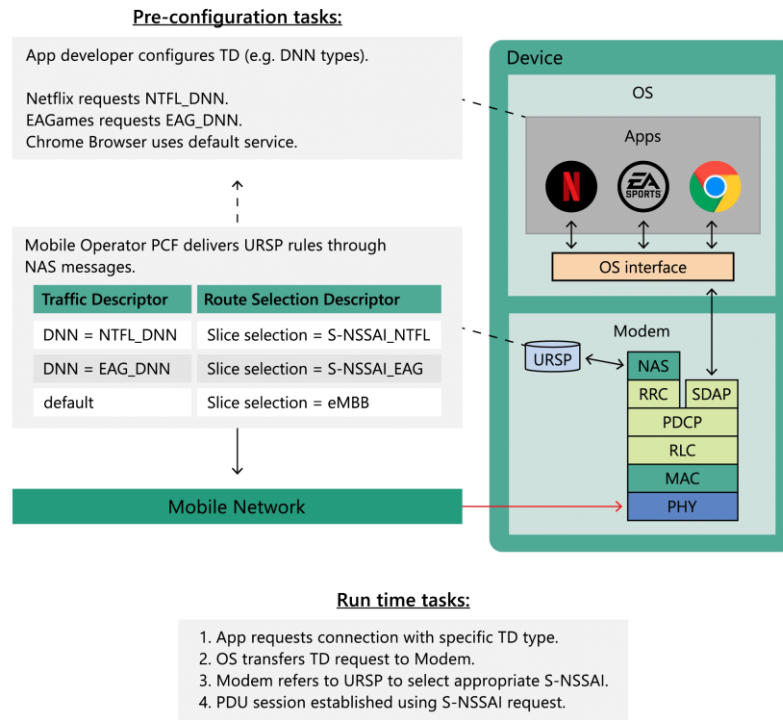 Pre-configuration tasks:
App developer configures TD (e.g. DNN types).
Netflix requests NTFL_DNN.
EAGames requests EAG_DNN.
Chrome Browser uses default service.
Mobile Operator PCF delivers URSP rules through
NAS messages.
Traffic Descriptor Route Selection Descriptor
DNN = NTFL_DNN Slice selection = S-NSSAI_NTFL
DNN = EAG_DNN Slice selection = S-NSSAI_EAG
default Slice selection = eMBB
Mobile Network
Device
OS
Apps
N
EA
SPORTS
OS interface
Modem
URSP
NAS
RRC SDAP
PDCP
RLC
MAC
PHY
Run time tasks:
1. App requests connection with specific TD type.
2. OS transfers TD request to Modem.
3. Modem refers to URSP to select appropriate S-NSSAI.
4. PDU session established using S-NSSAI request.